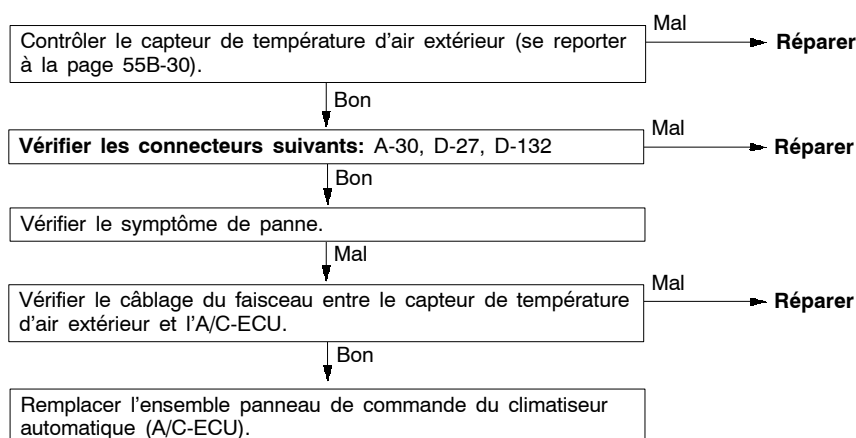 Contrôler le capteur de température d'air extérieur (se reporter
à la page 55B-30).
Mal
Réparer
Bon
Vérifier les connecteurs suivants: A-30, D-27, D-132
Mal
Réparer
Bon
Vérifier le symptôme de panne.
Mal
Vérifier le câblage du faisceau entre le capteur de température
d'air extérieur et l'A/C-ECU.
Mal
Réparer
Bon
Remplacer l'ensemble panneau de commande du climatiseur
automatique (A/C-ECU).